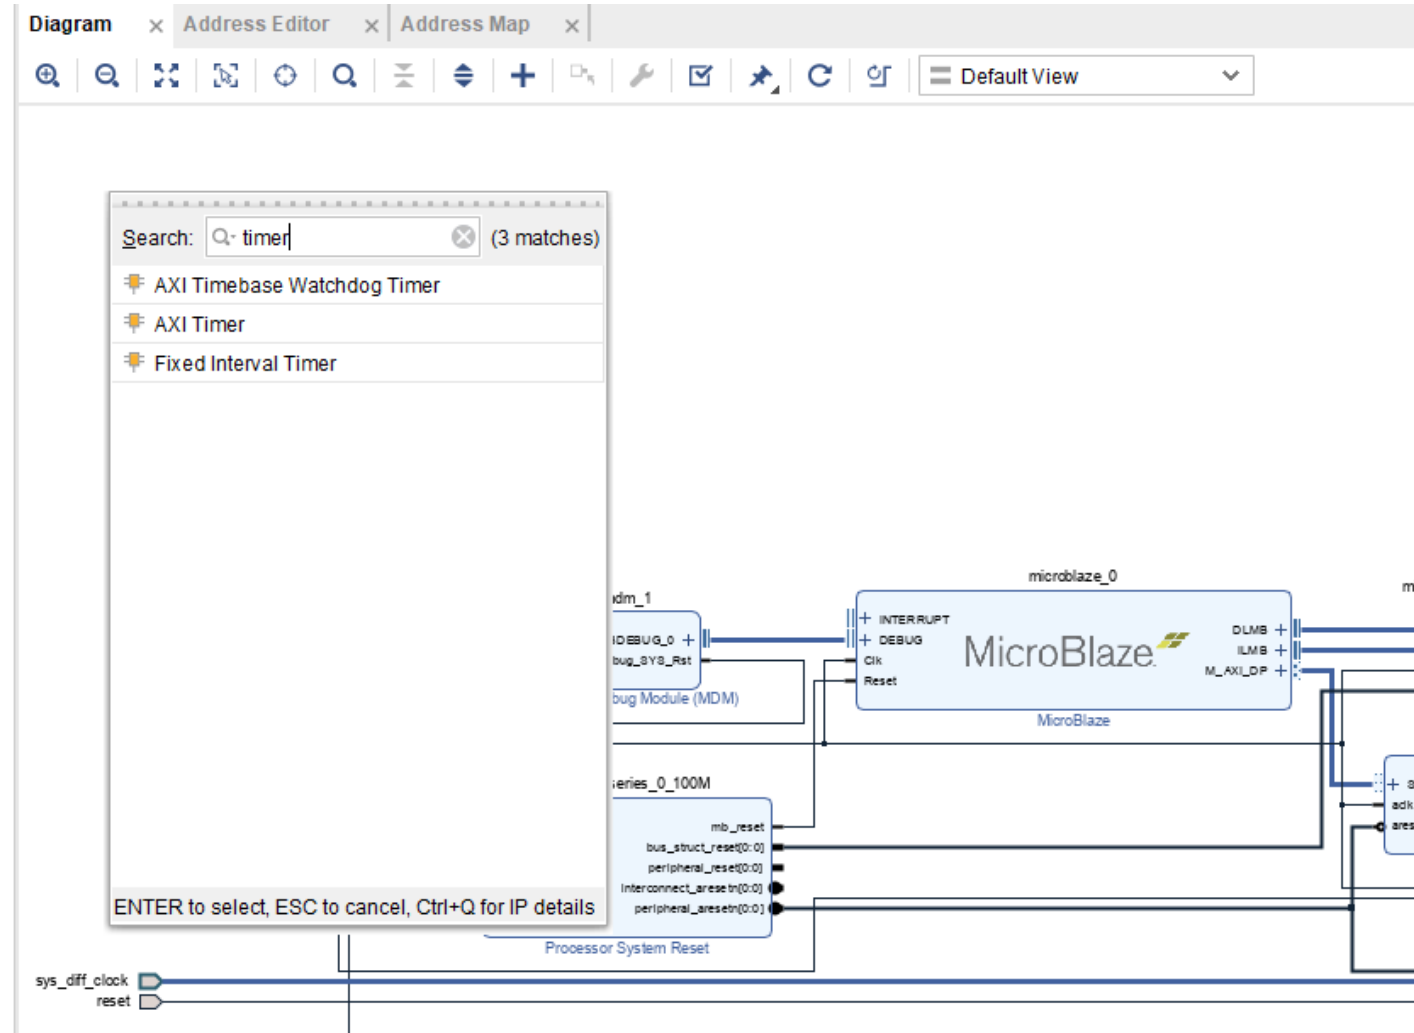 Diagram
Address Editor
Address Map
Default View
Search: timer (3 matches)
AXI Timebase Watchdog Timer
AXI Timer
Fixed Interval Timer
ENTER to select, ESC to cancel, Ctrl+Q for IP details
dm_1
DEBUG_0
bug_SYS_Rst
bug Module (MDM)
microblaze_0
INTERRUPT
DEBUG
Clk
Reset
MicroBlaze
DLMB
ILMB
M_AXI_DP
MicroBlaze
m
series_0_100M
mb_reset
bus_struct_reset[0:0]
peripheral_reset[0:0]
interconnect_aresetn[0:0]
peripheral_aresetn[0:0]
Processor System Reset
S
aclk
ares
sys_diff_clock
reset